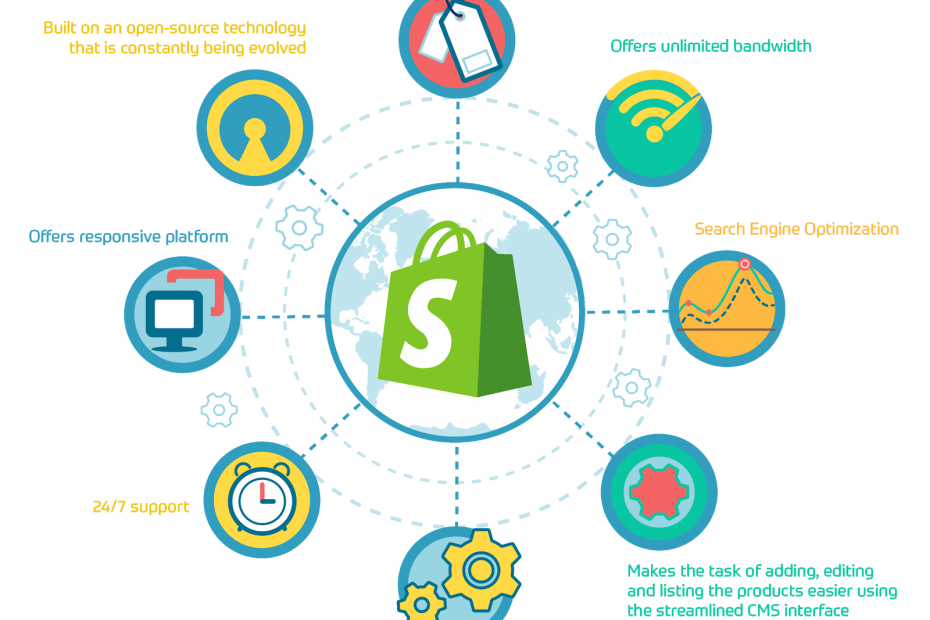 Built on an open-source technology
that is constantly being evolved
Offers unlimited bandwidth
Offers responsive platform
Search Engine Optimization
S
24/7 support
Makes the task of adding, editing
and listing the products easier using
the streamlined CMS interface